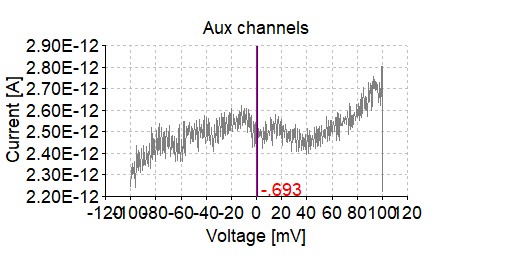 Aux channels
2.90E-12
2.80E-12
2.70E-12
2.60E-12
2.50E-12
2.40E-12
2.30E-12
2.20E-12
Current [A]
-.693
-120-100-80 -60 -40 -20 0 20 40 60 80 100 120
Voltage [mV]